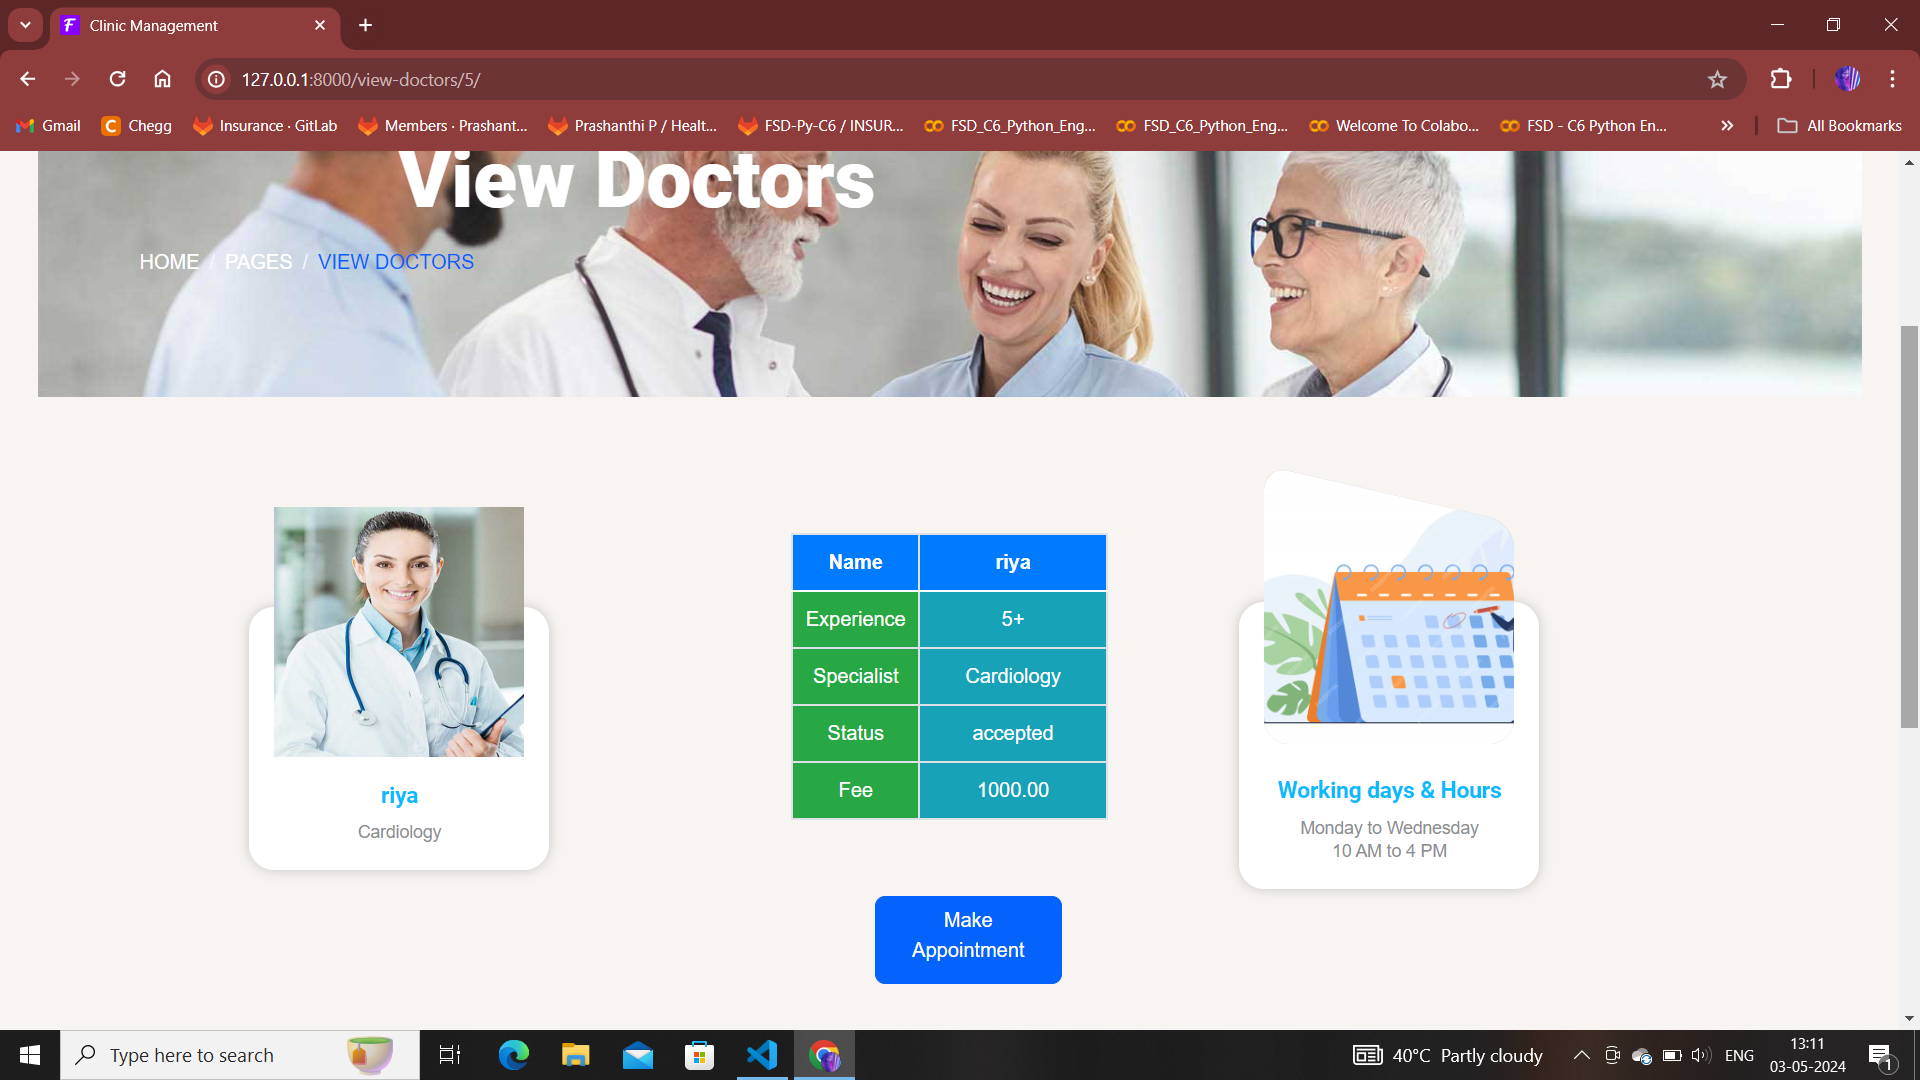 Clinic Management
127.0.0.1:8000/view-doctors/5/
Gmail
Chegg
Insurance · GitLab
Members · Prashant...
Prashanthi P / Healt...
FSD-Py-C6 / INSUR...
FSD_C6_Python_Eng...
FSD_C6_Python_Eng...
Welcome To Colabo...
FSD - C6 Python En...
All Bookmarks
View Doctors
HOME / PAGES / VIEW DOCTORS
riya
Cardiology
Name riya
Experience 5+
Specialist Cardiology
Status accepted
Fee 1000.00
Working days & Hours
Monday to Wednesday
10 AM to 4 PM
Make
Appointment
Type here to search
40°C Partly cloudy
ENG
13:11
03-05-2024
1